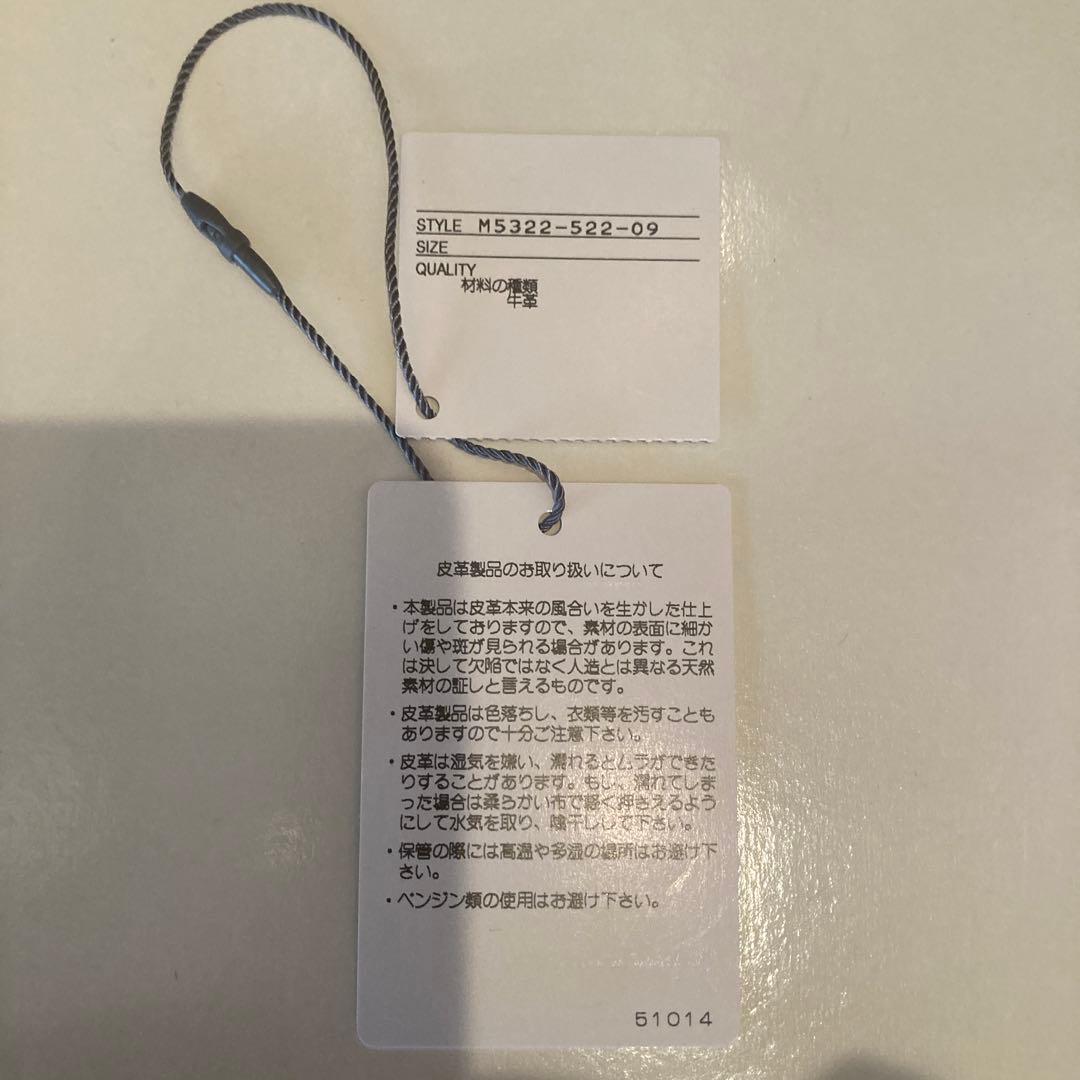 STYLE M5322-522-09
SIZE
QUALITY
材料の種類
牛革
皮革製品のお取り扱いについて
・本製品は皮革本来の風合いを生かした仕上
げをしておりますので、素材の表面に細か
い傷や斑が見られる場合があります。これ
は決して欠陥ではなく人造とは異なる天然
素材の証しと言えるものです。
・皮革製品は色落ちし、衣類等を汚すことも
ありますので十分ご注意下さい。
・皮革は湿気を嫌い、濡れるとムラができた
りすることがあります。もし、濡れてしま
った場合は柔らかい布で軽く押さえるよう
にして水気を取り、陰干しして下さい。
・保管の際には高温や多湿の場所はお避け下
さい。
・ベンジン類の使用はお避け下さい。
51014